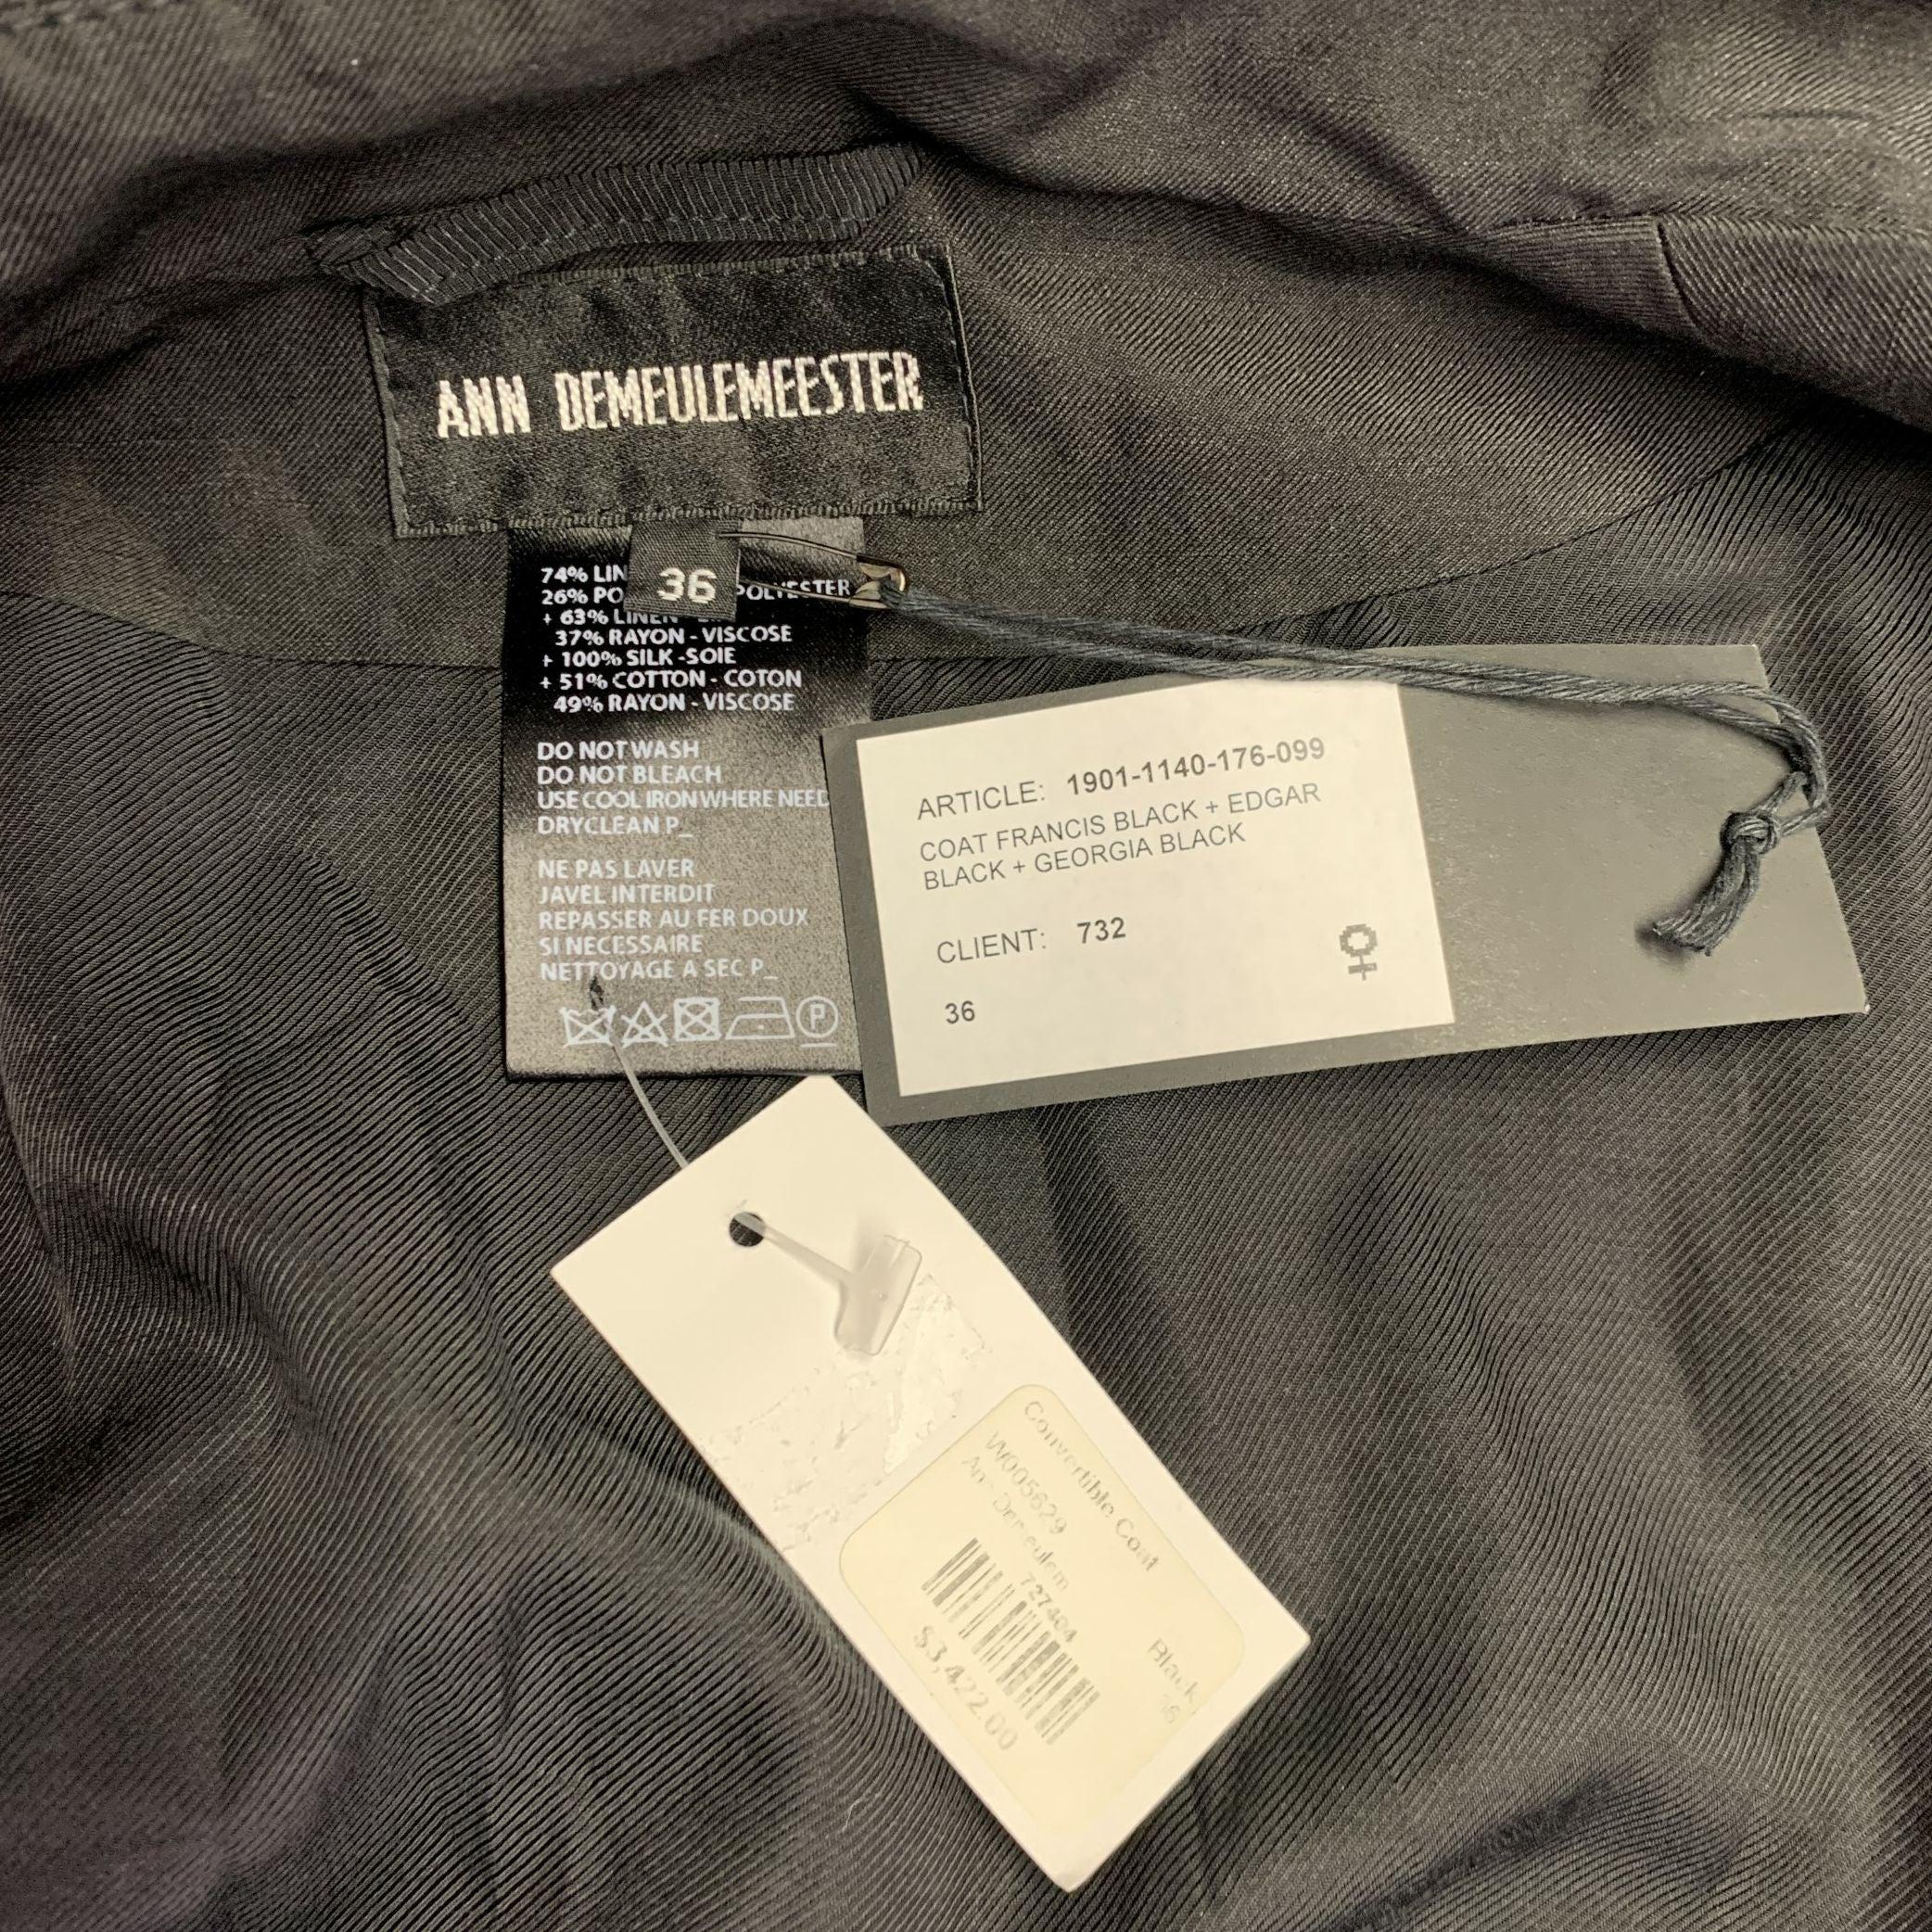 ANN DEMEULEMEESTER
36
74% LIN
26% PO POLYESTER
+ 63% LINEN -
37% RAYON - VISCOSE
+ 100% SILK -SOIE
+ 51% COTTON - COTON
49% RAYON - VISCOSE
DO NOT WASH
DO NOT BLEACH
USE COOL IRON WHERE NEED
DRYCLEAN P_
NE PAS LAVER
JAVEL INTERDIT
REPASSER AU FER DOUX
SI NECESSAIRE
NETTOYAGE A SEC P_
P
ARTICLE: 1901-1140-176-099
COAT FRANCIS BLACK + EDGAR
BLACK + GEORGIA BLACK
CLIENT: 732
36
Convertible Coat
W005629
Black
727404
36
$3,422.00